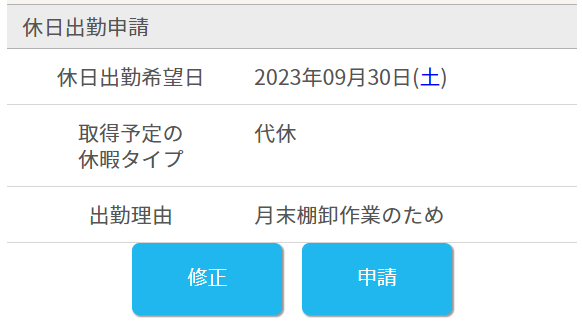 休日出勤申請
休日出勤希望日 2023年09月30日(土)
取得予定の 代休
休暇タイプ
出勤理由 月末棚卸作業のため
修正 申請